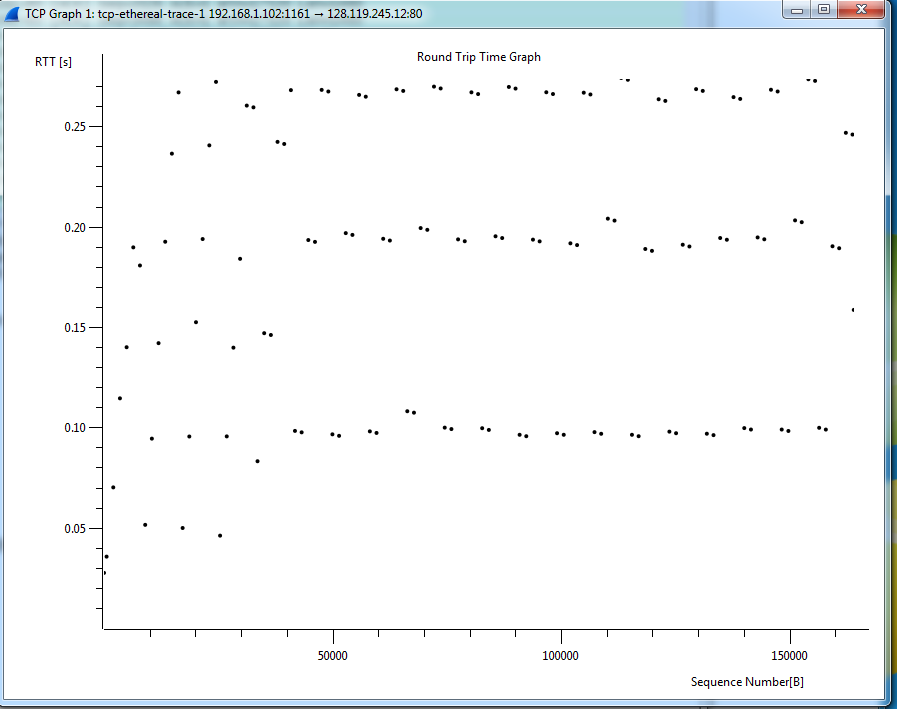 TCP Graph 1: tcp-ethereal-trace-1 192.168.1.102:1161 → 128.119.245.12:80
Round Trip Time Graph
RTT [s]
0.25
0.20
0.15
0.10
0.05
50000 100000 150000
Sequence Number[B]